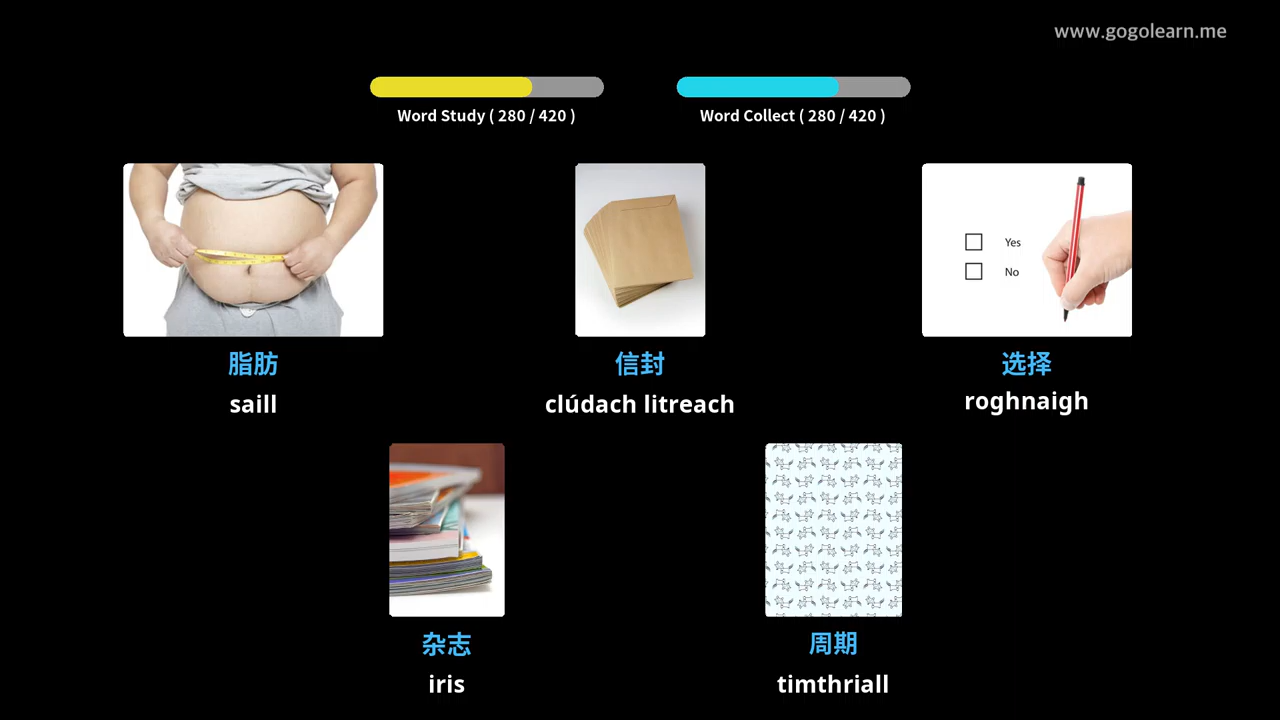 www.gogolearn.me
Word Study ( 280 / 420 )
Word Collect ( 280 / 420 )
Yes
No
脂肪
saill
信封
clúdach litreach
选择
roghnaigh
杂志
iris
周期
timthriall